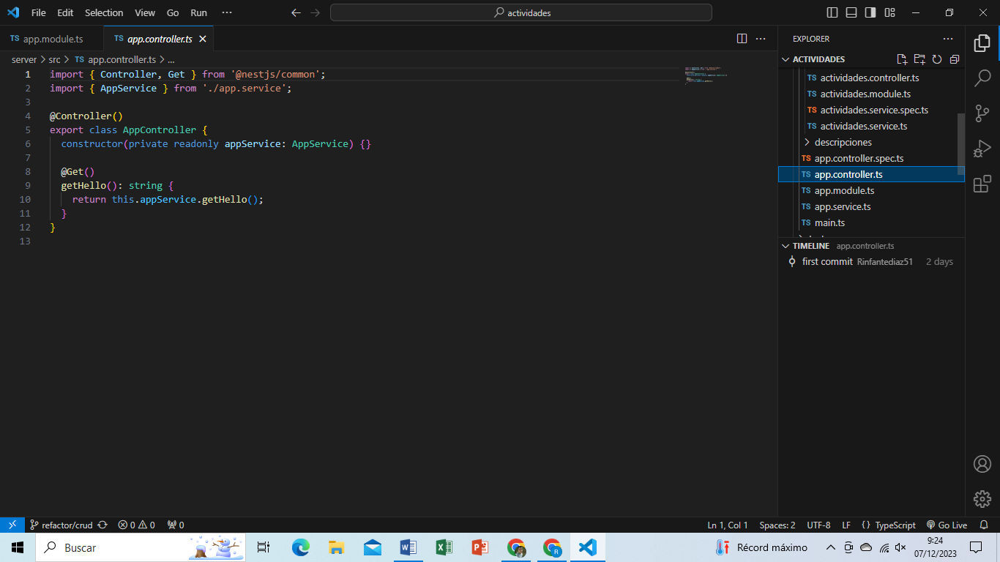 File Edit Selection View Go Run ··· actividades
TS app.module.ts TS app.controller.ts
server > src > TS app.controller.ts > ...
1 import { Controller, Get } from '@nestjs/common';
2 import { AppService } from './app.service';
3
4 @Controller()
5 export class AppController {
6 constructor(private readonly appService: AppService) {}
7
8 @Get()
9 getHello(): string {
10 return this.appService.getHello();
11 }
12 }
13
EXPLORER
ACTIVIDADES
TS actividades.controller.ts
TS actividades.module.ts
TS actividades.service.spec.ts
TS actividades.service.ts
> descripciones
TS app.controller.spec.ts
TS app.controller.ts
TS app.module.ts
TS app.service.ts
TS main.ts
TIMELINE app.controller.ts
first commit Rinfantediaz51 2 days
refactor/crud 0 0 0 Ln 1, Col 1 Spaces: 2 UTF-8 LF {} TypeScript Go Live
Buscar Récord máximo 9:24
07/12/2023